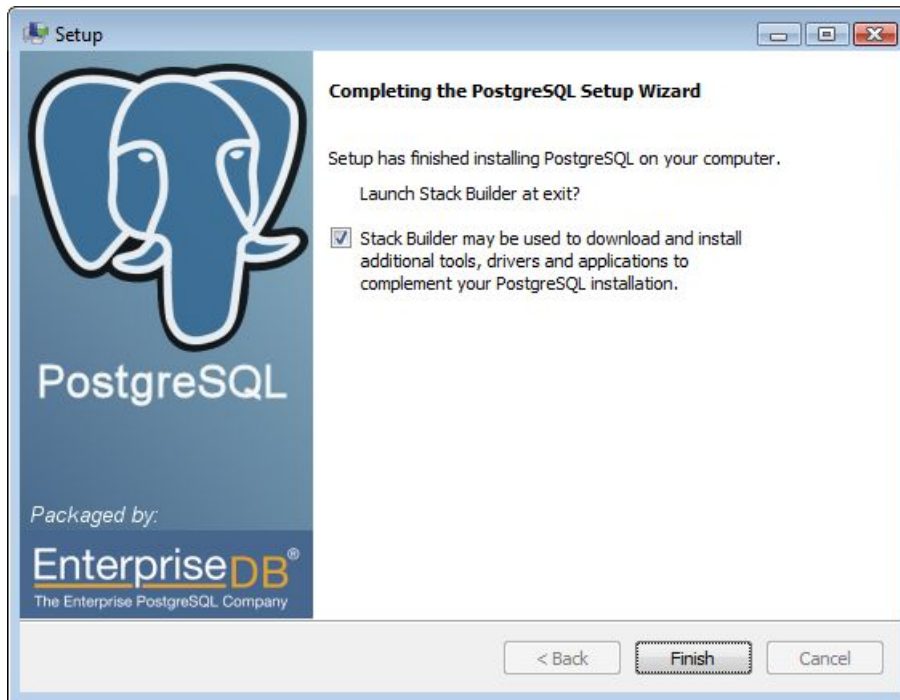 Setup
Completing the PostgreSQL Setup Wizard
Setup has finished installing PostgreSQL on your computer.
Launch Stack Builder at exit?
Stack Builder may be used to download and install
additional tools, drivers and applications to
complement your PostgreSQL installation.
PostgreSQL
Packaged by:
EnterpriseDB®
The Enterprise PostgreSQL Company
< Back
Finish
Cancel